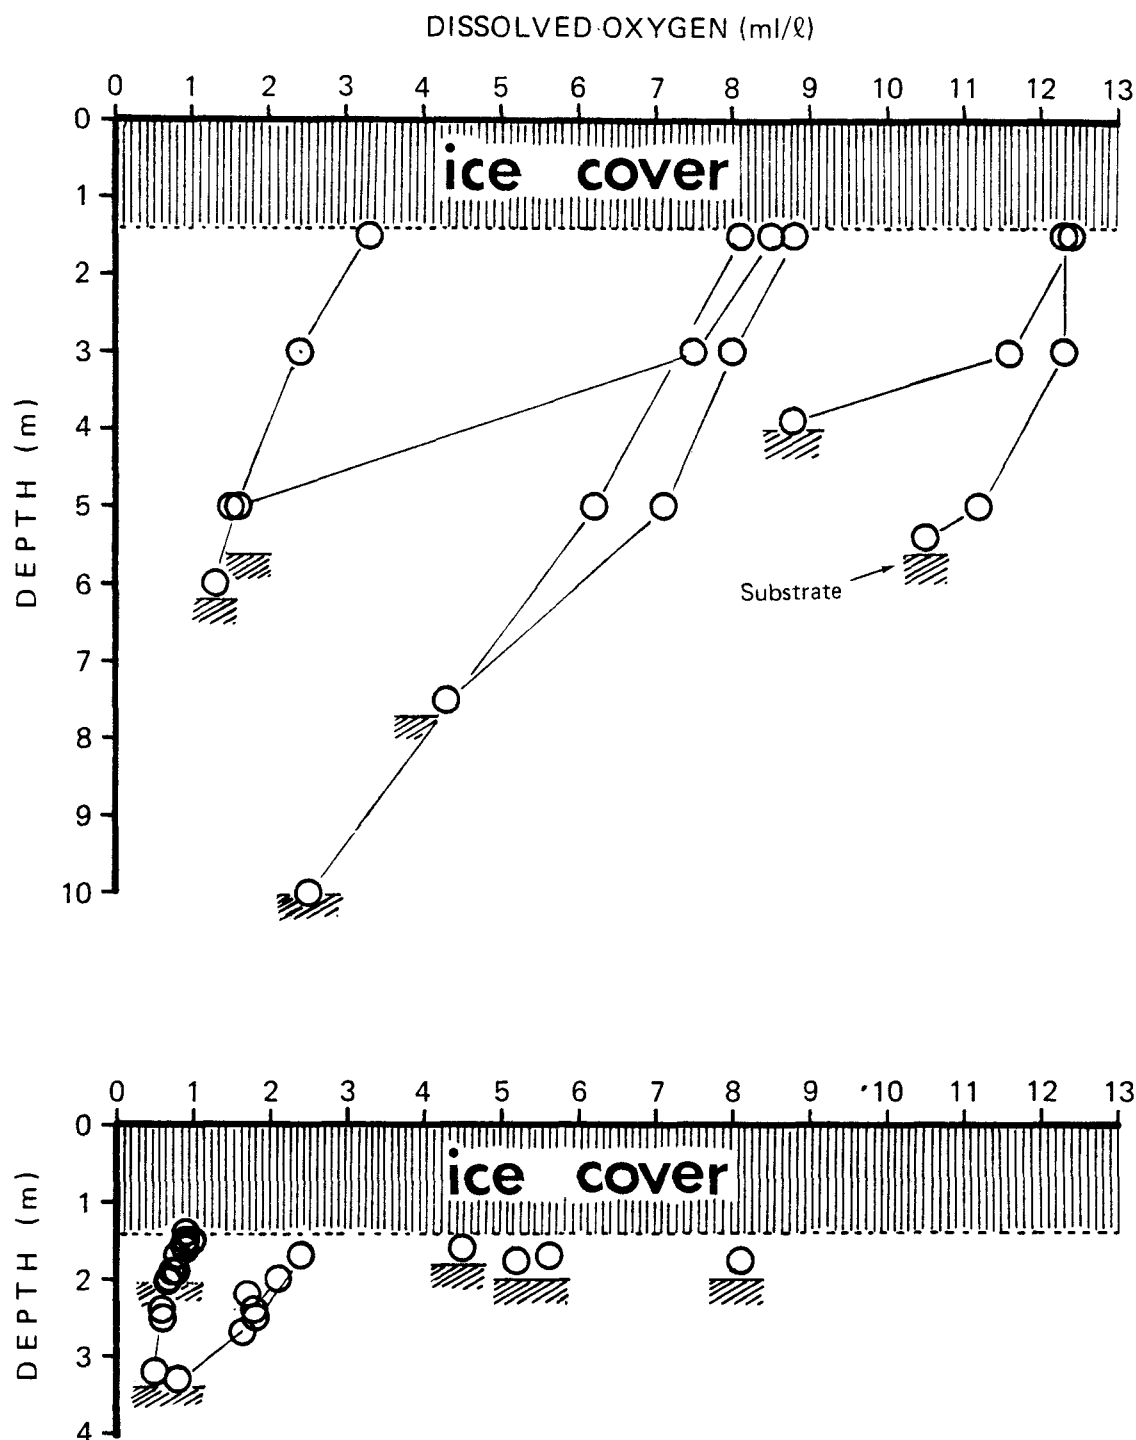 DISSOLVED OXYGEN (ml/ℓ)
0 1 2 3 4 5 6 7 8 9 10 11 12 13
ice cover
0
1
2
3
4
5
6
7
8
9
10
DEPTH (m)
Substrate
0 1 2 3 4 5 6 7 8 9 10 11 12 13
ice cover
0
1
2
3
4
DEPTH (m)